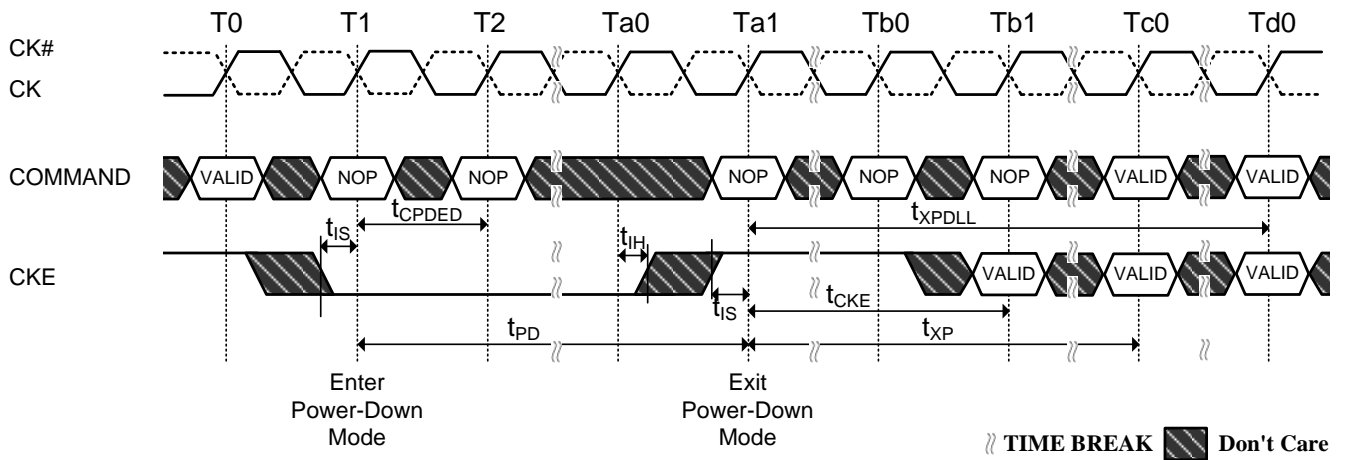 T0 T1 T2 Ta0 Ta1 Tb0 Tb1 Tc0 Td0
CK#
CK
COMMAND VALID NOP NOP NOP NOP NOP VALID VALID
tIS tCPDED tIH tXPDLL
CKE VALID VALID VALID
tIS tCKE
tPD tXP
Enter
Power-Down
Mode
Exit
Power-Down
Mode
TIME BREAK Don't Care